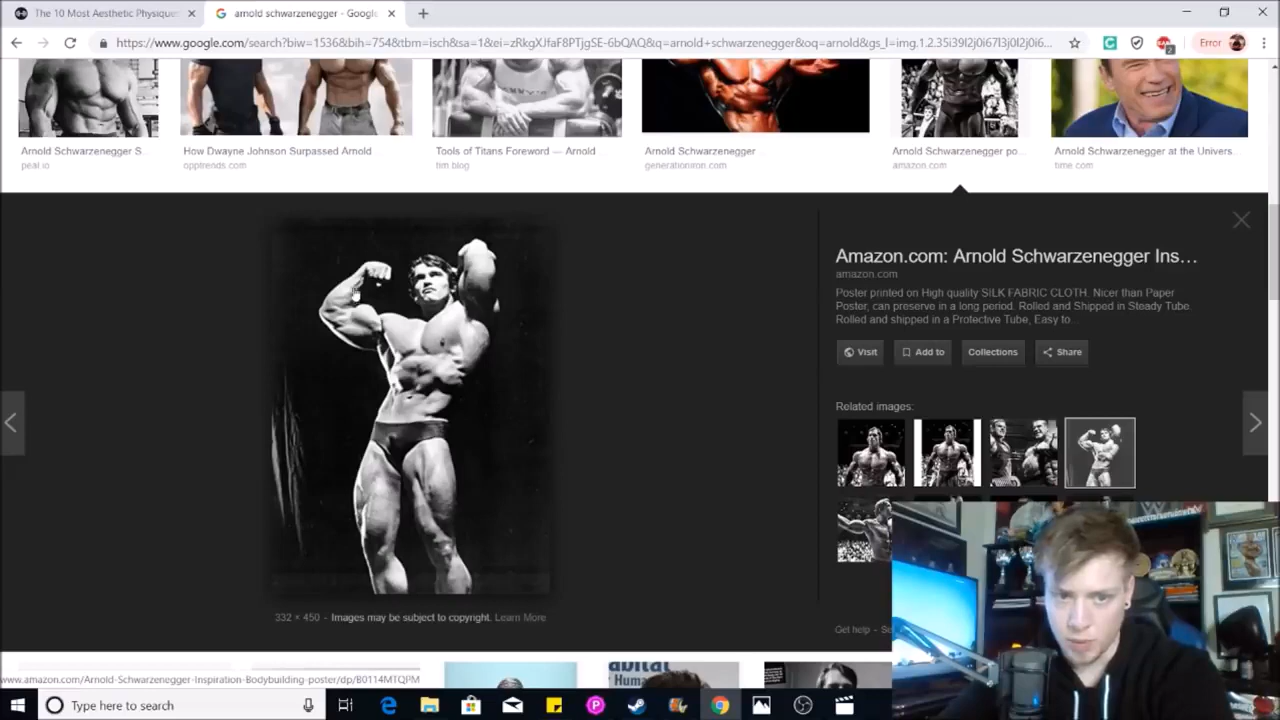 The 10 Most Aesthetic Physiques
arnold schwarzenegger - Google
https://www.google.com/search?biw=1536&bih=754&tbm=isch&sa=1&ei=zRkgXJfaF8PTjgSE-6bQAQ&q=arnold+schwarzenegger&oq=arnold&gs_l=img.1.2.35i39l2j0i67l3j0l2j0i6...
2
Error
Arnold Schwarzenegger S...
peal.io
How Dwayne Johnson Surpassed Arnold
opptrends.com
Tools of Titans Foreword — Arnold
tim.blog
Arnold Schwarzenegger
generationiron.com
Arnold Schwarzenegger po...
amazon.com
Arnold Schwarzenegger at the Univers...
time.com
Amazon.com: Arnold Schwarzenegger Ins...
amazon.com
Poster printed on High quality SILK FABRIC CLOTH. Nicer than Paper
Poster, can preserve in a long period. Rolled and Shipped in Steady Tube.
Rolled and shipped in a Protective Tube, Easy to...
Visit
Add to
Collections
Share
Related images:
332 × 450 - Images may be subject to copyright. Learn More
Get help - Se
abitat
Human
www.amazon.com/Arnold-Schwarzenegger-Inspiration-Bodybuilding-poster/dp/B0114MTQPM
Type here to search